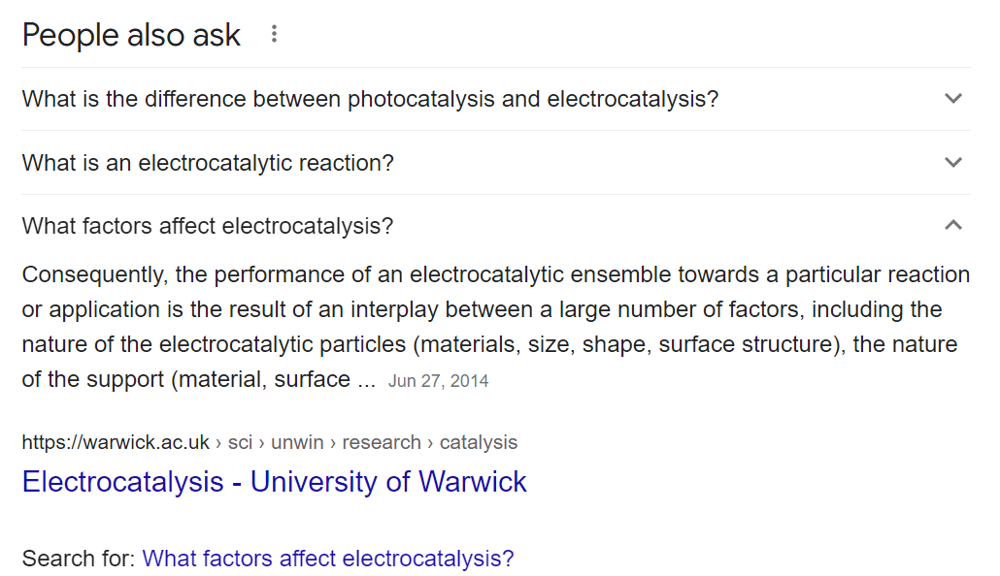 People also ask
What is the difference between photocatalysis and electrocatalysis?
What is an electrocatalytic reaction?
What factors affect electrocatalysis?
Consequently, the performance of an electrocatalytic ensemble towards a particular reaction
or application is the result of an interplay between a large number of factors, including the
nature of the electrocatalytic particles (materials, size, shape, surface structure), the nature
of the support (material, surface ... Jun 27, 2014
https://warwick.ac.uk › sci › unwin › research › catalysis
Electrocatalysis - University of Warwick
Search for: What factors affect electrocatalysis?